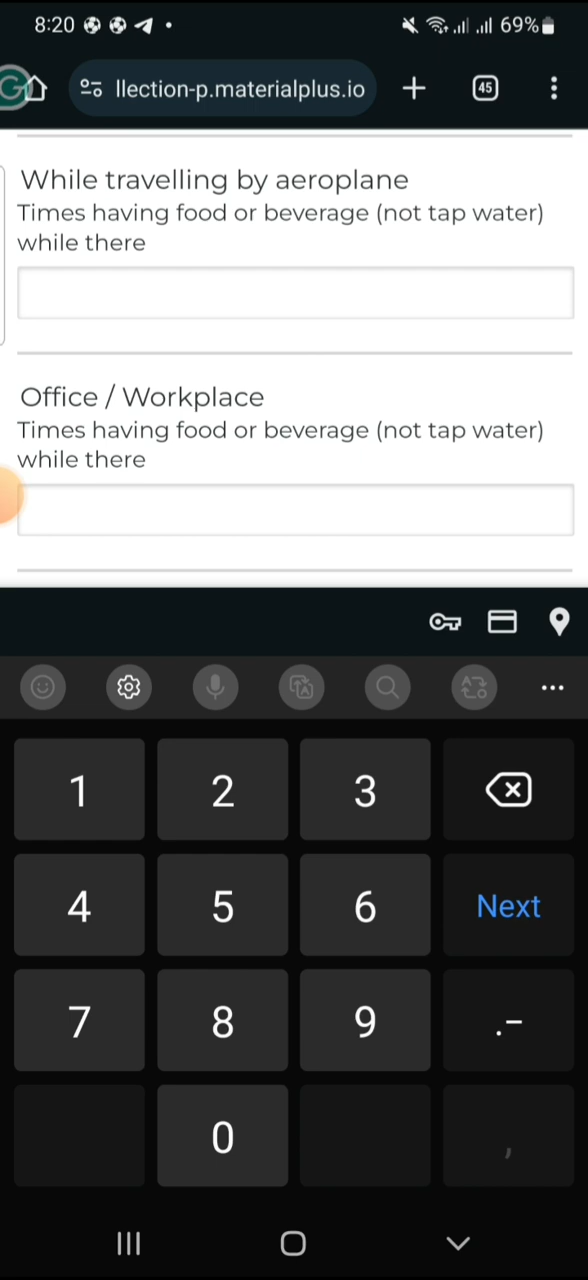 8:20
69%
llection-p.materialplus.io
45
While travelling by aeroplane
Times having food or beverage (not tap water)
while there
Office / Workplace
Times having food or beverage (not tap water)
while there
1 2 3
4 5 6 Next
7 8 9 .-
0 ,